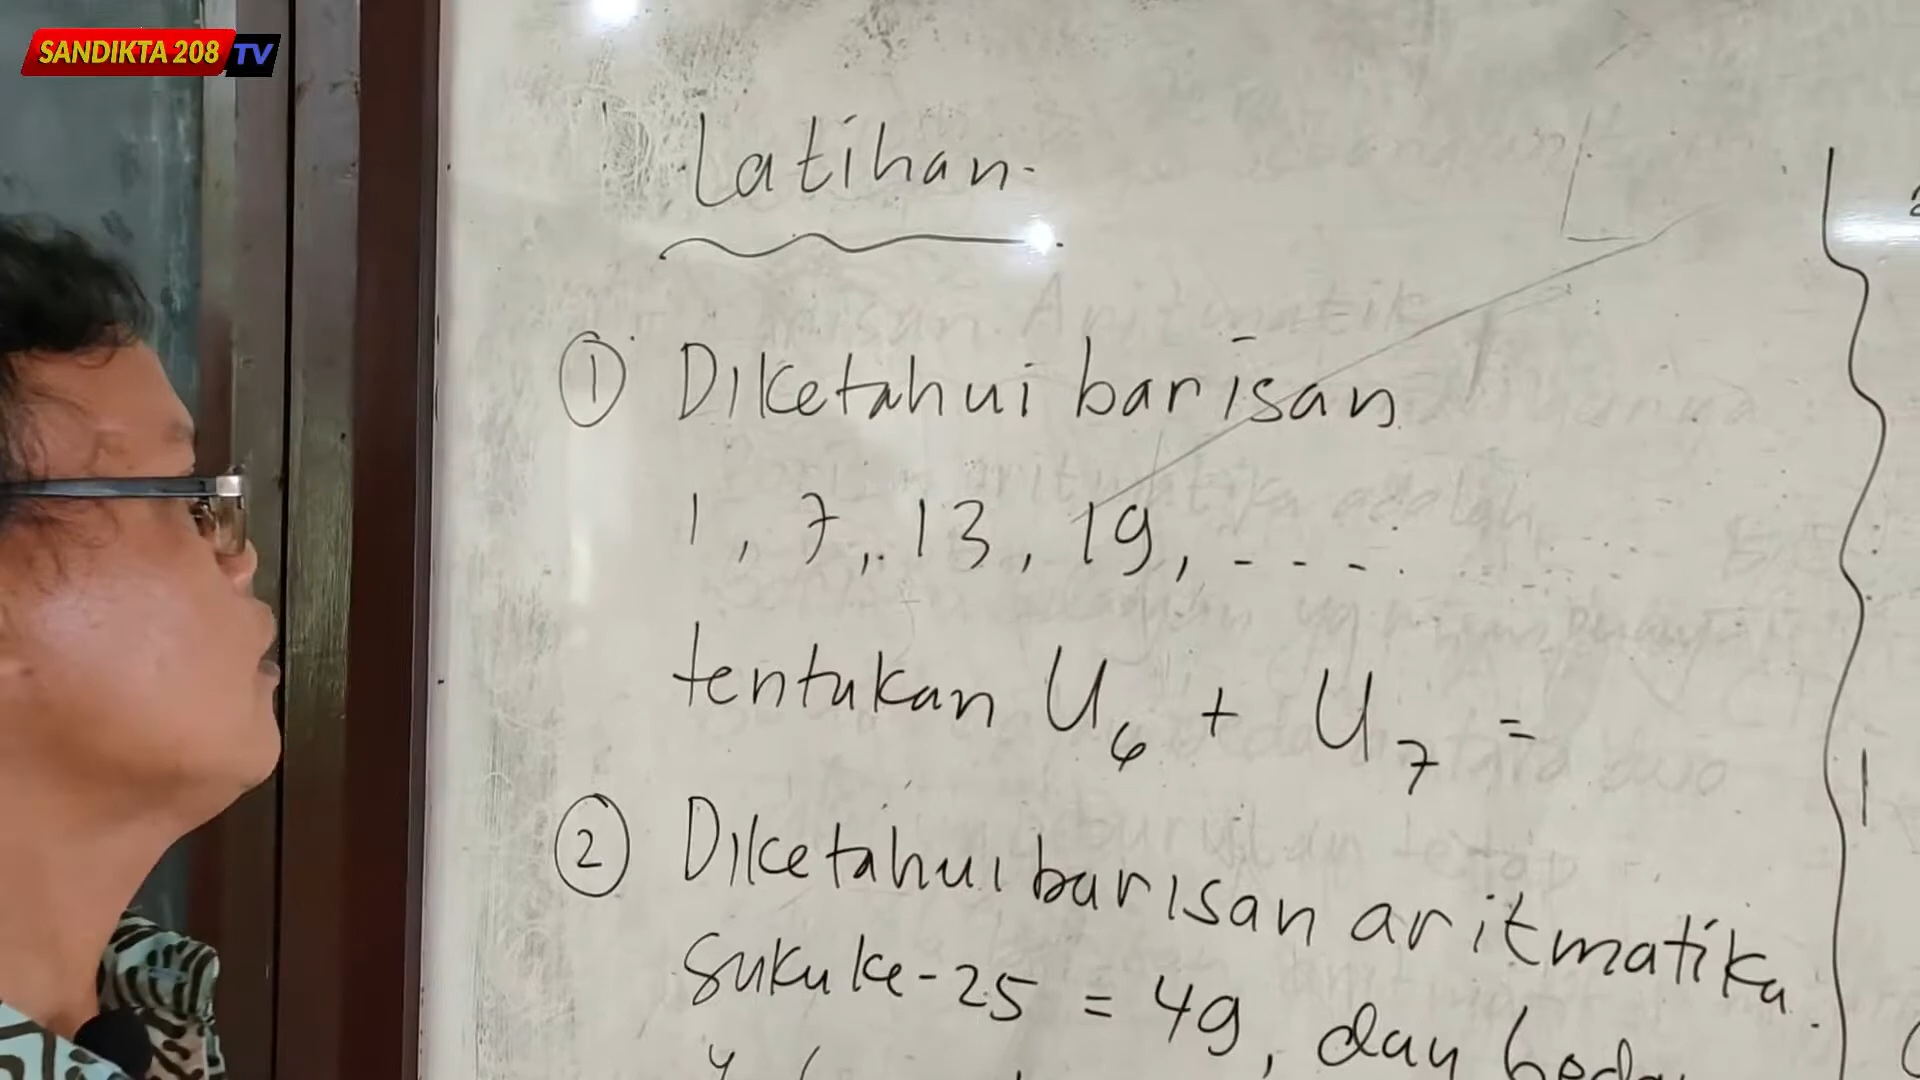 SANDIKTA 208 TV
Latihan
① Diketahui barisan
1, 7, 13, 19, ....
tentukan U₆ + U₇ =
② Diketahui barisan aritmatika
suku ke-25 = 49, dan beda